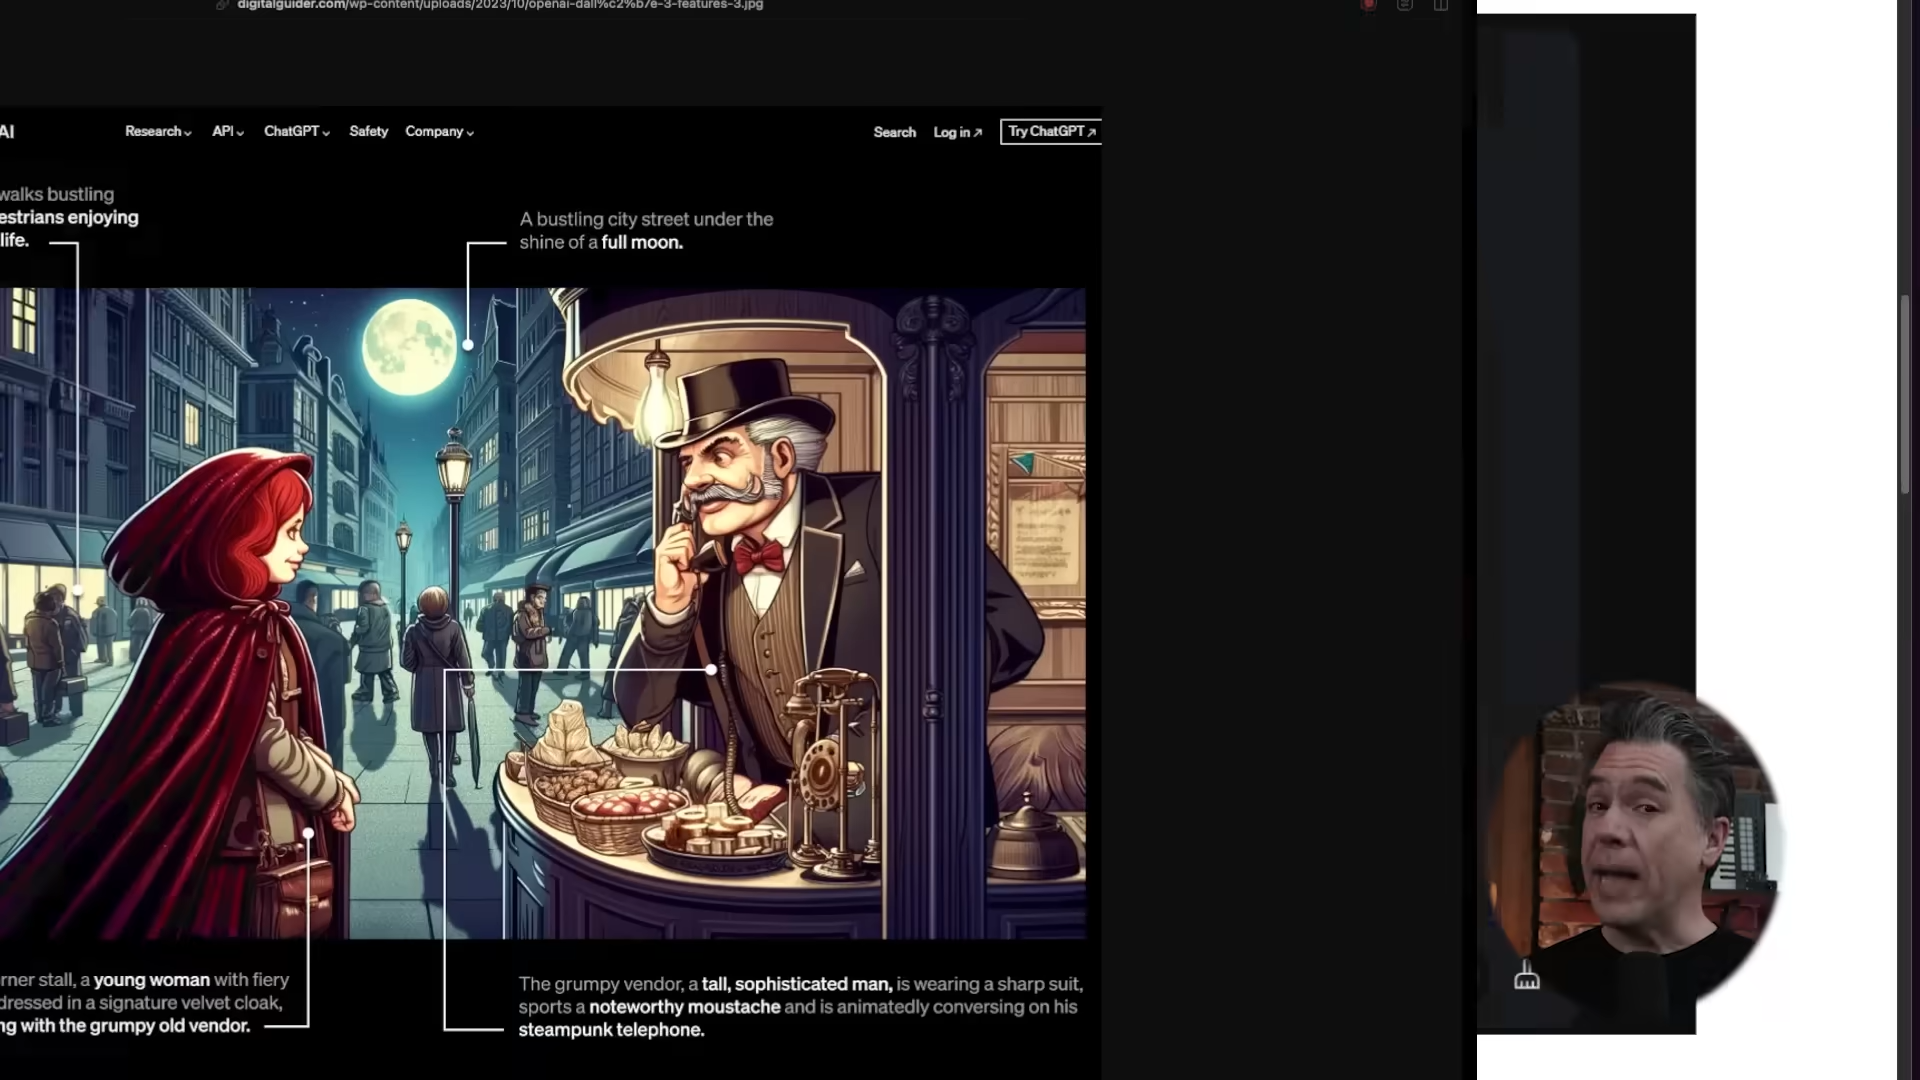 digitalguider.com/wp-content/uploads/2023/10/openai-dall%c2%b7e-3-features-3.jpg
AI
Research
API
ChatGPT
Safety
Company
Search
Log in
Try ChatGPT
walks bustling
estrians enjoying
life.
A bustling city street under the
shine of a full moon.
rner stall, a young woman with fiery
dressed in a signature velvet cloak,
ng with the grumpy old vendor.
The grumpy vendor, a tall, sophisticated man, is wearing a sharp suit,
sports a noteworthy moustache and is animatedly conversing on his
steampunk telephone.